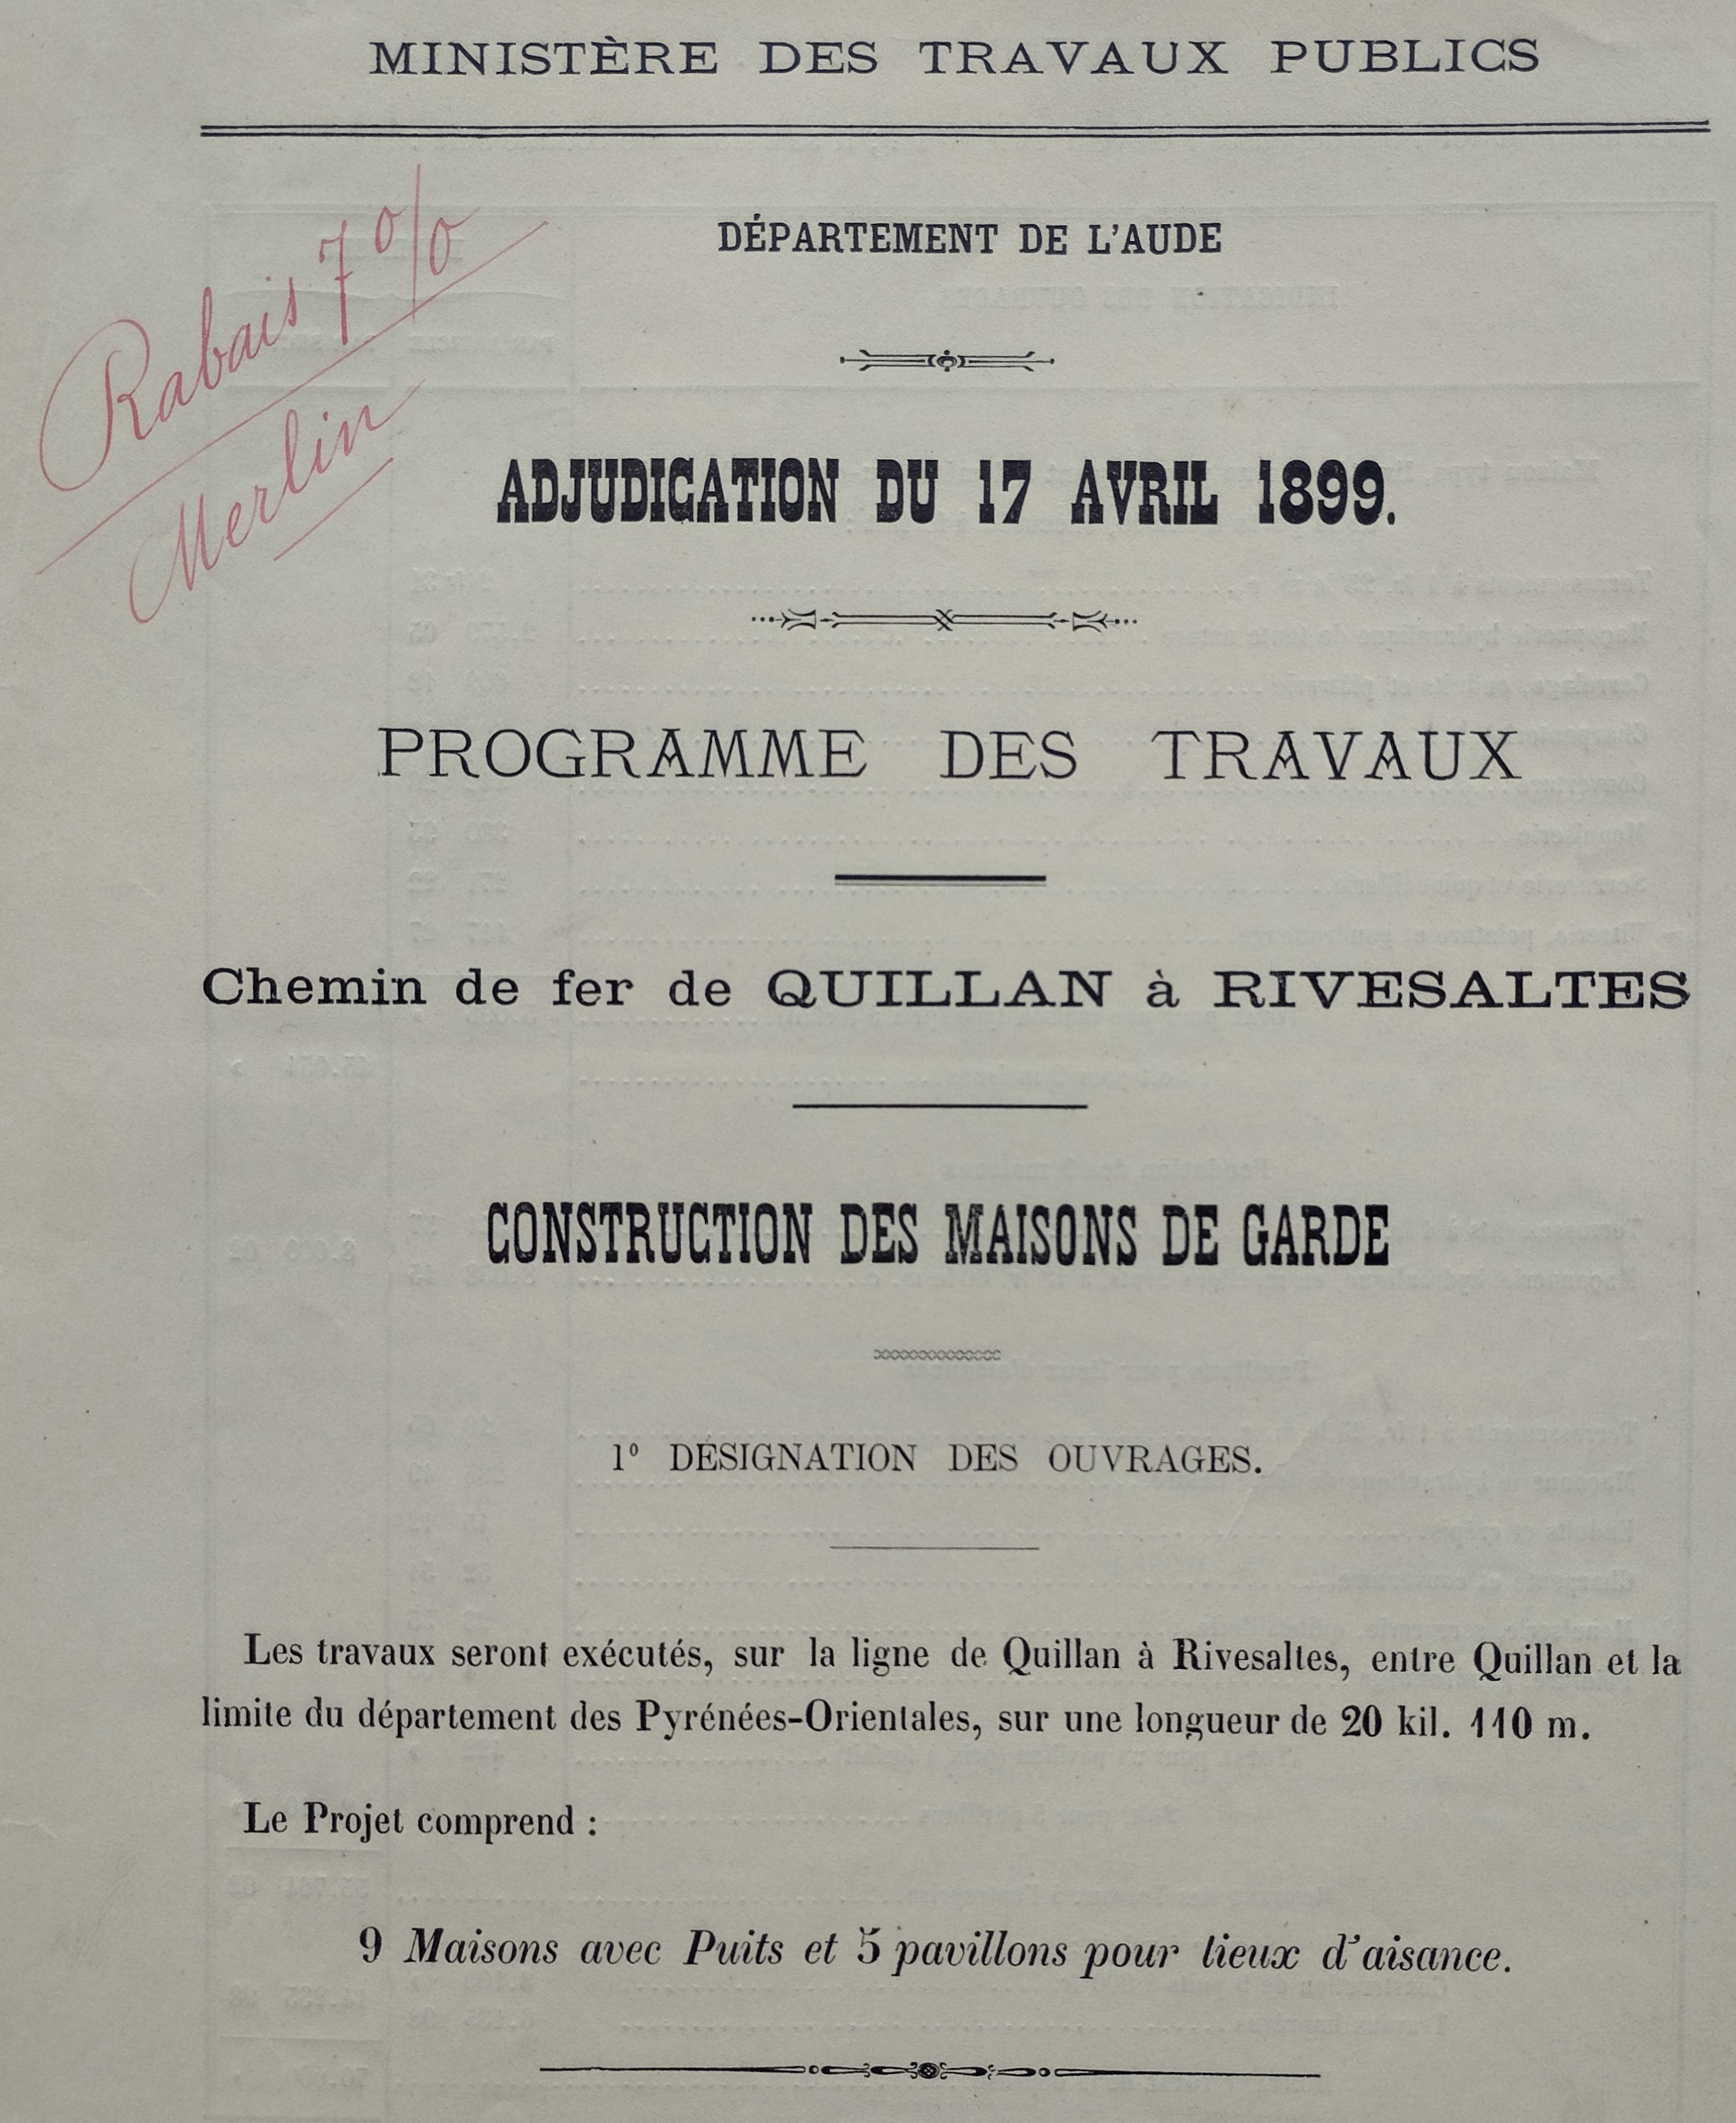 MINISTÈRE DES TRAVAUX PUBLICS
Rabais 7%
Merlin
DÉPARTEMENT DE L'AUDE
ADJUDICATION DU 17 AVRIL 1899.
PROGRAMME DES TRAVAUX
Chemin de fer de QUILLAN à RIVESALTES
CONSTRUCTION DES MAISONS DE GARDE
1º DÉSIGNATION DES OUVRAGES.
Les travaux seront exécutés, sur la ligne de Quillan à Rivesaltes, entre Quillan et la
limite du département des Pyrénées-Orientales, sur une longueur de 20 kil. 110 m.
Le Projet comprend :
9 Maisons avec Puits et 5 pavillons pour lieux d'aisance.